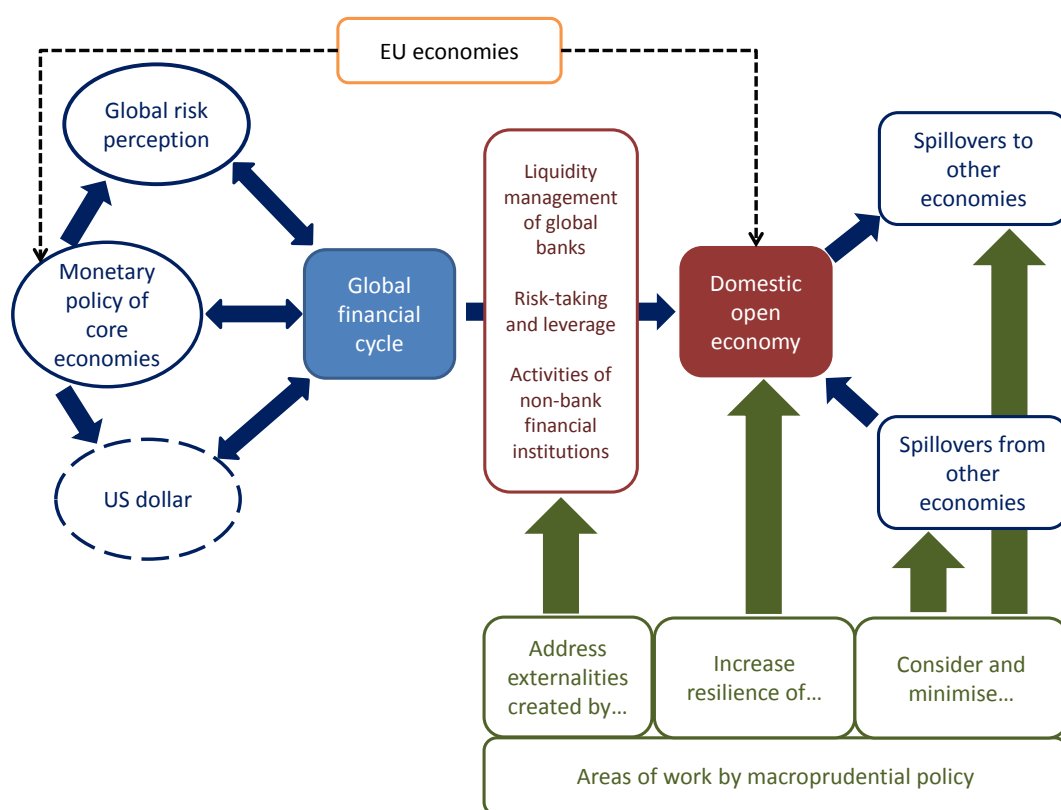 EU economies
Global risk
perception
Monetary
policy of
core
economies
US dollar
Global
financial
cycle
Liquidity
management
of global
banks
Risk-taking
and leverage
Activities of
non-bank
financial
institutions
Domestic
open
economy
Spillovers to
other
economies
Spillovers from
other
economies
Address
externalities
created by...
Increase
resilience of...
Consider and
minimise...
Areas of work by macroprudential policy